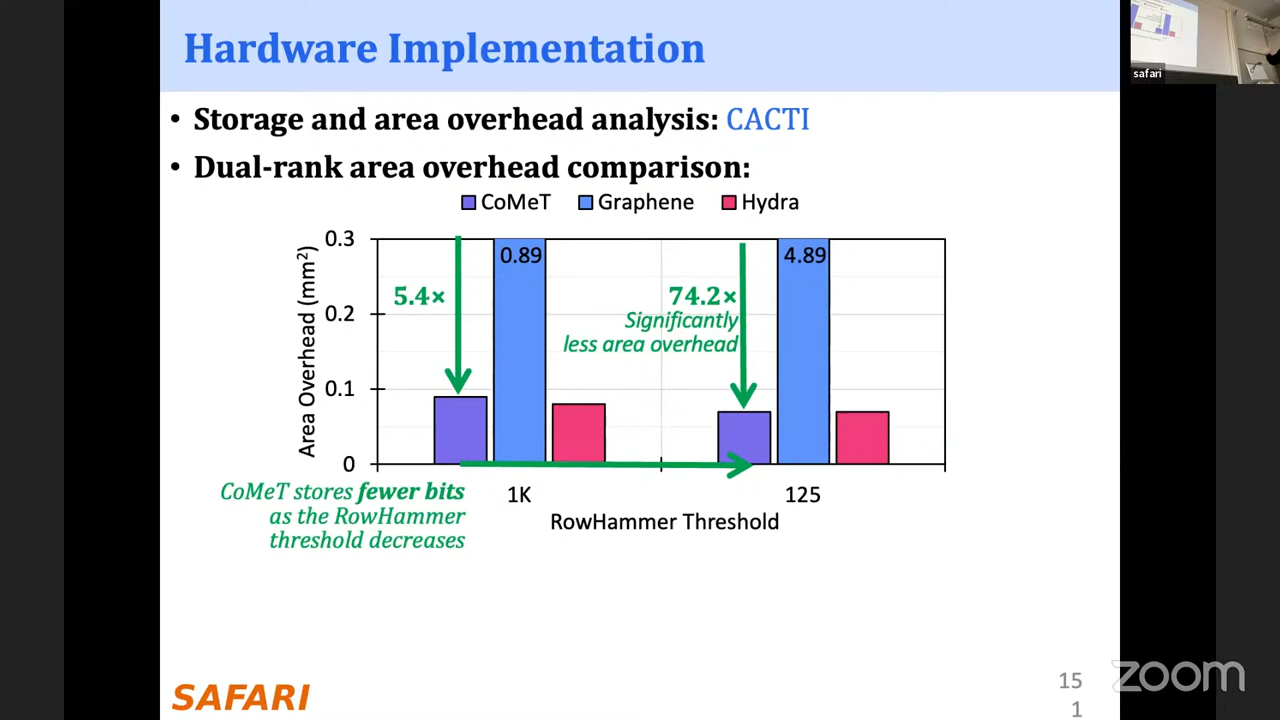 Hardware Implementation
• Storage and area overhead analysis: CACTI
• Dual-rank area overhead comparison:
CoMeT Graphene Hydra
Area Overhead (mm²)
0.3
0.2
0.1
0
0.89
4.89
5.4×
74.2×
Significantly
less area overhead
CoMeT stores fewer bits
as the RowHammer
threshold decreases
1K
125
RowHammer Threshold
SAFARI
15
1
zoom
safari